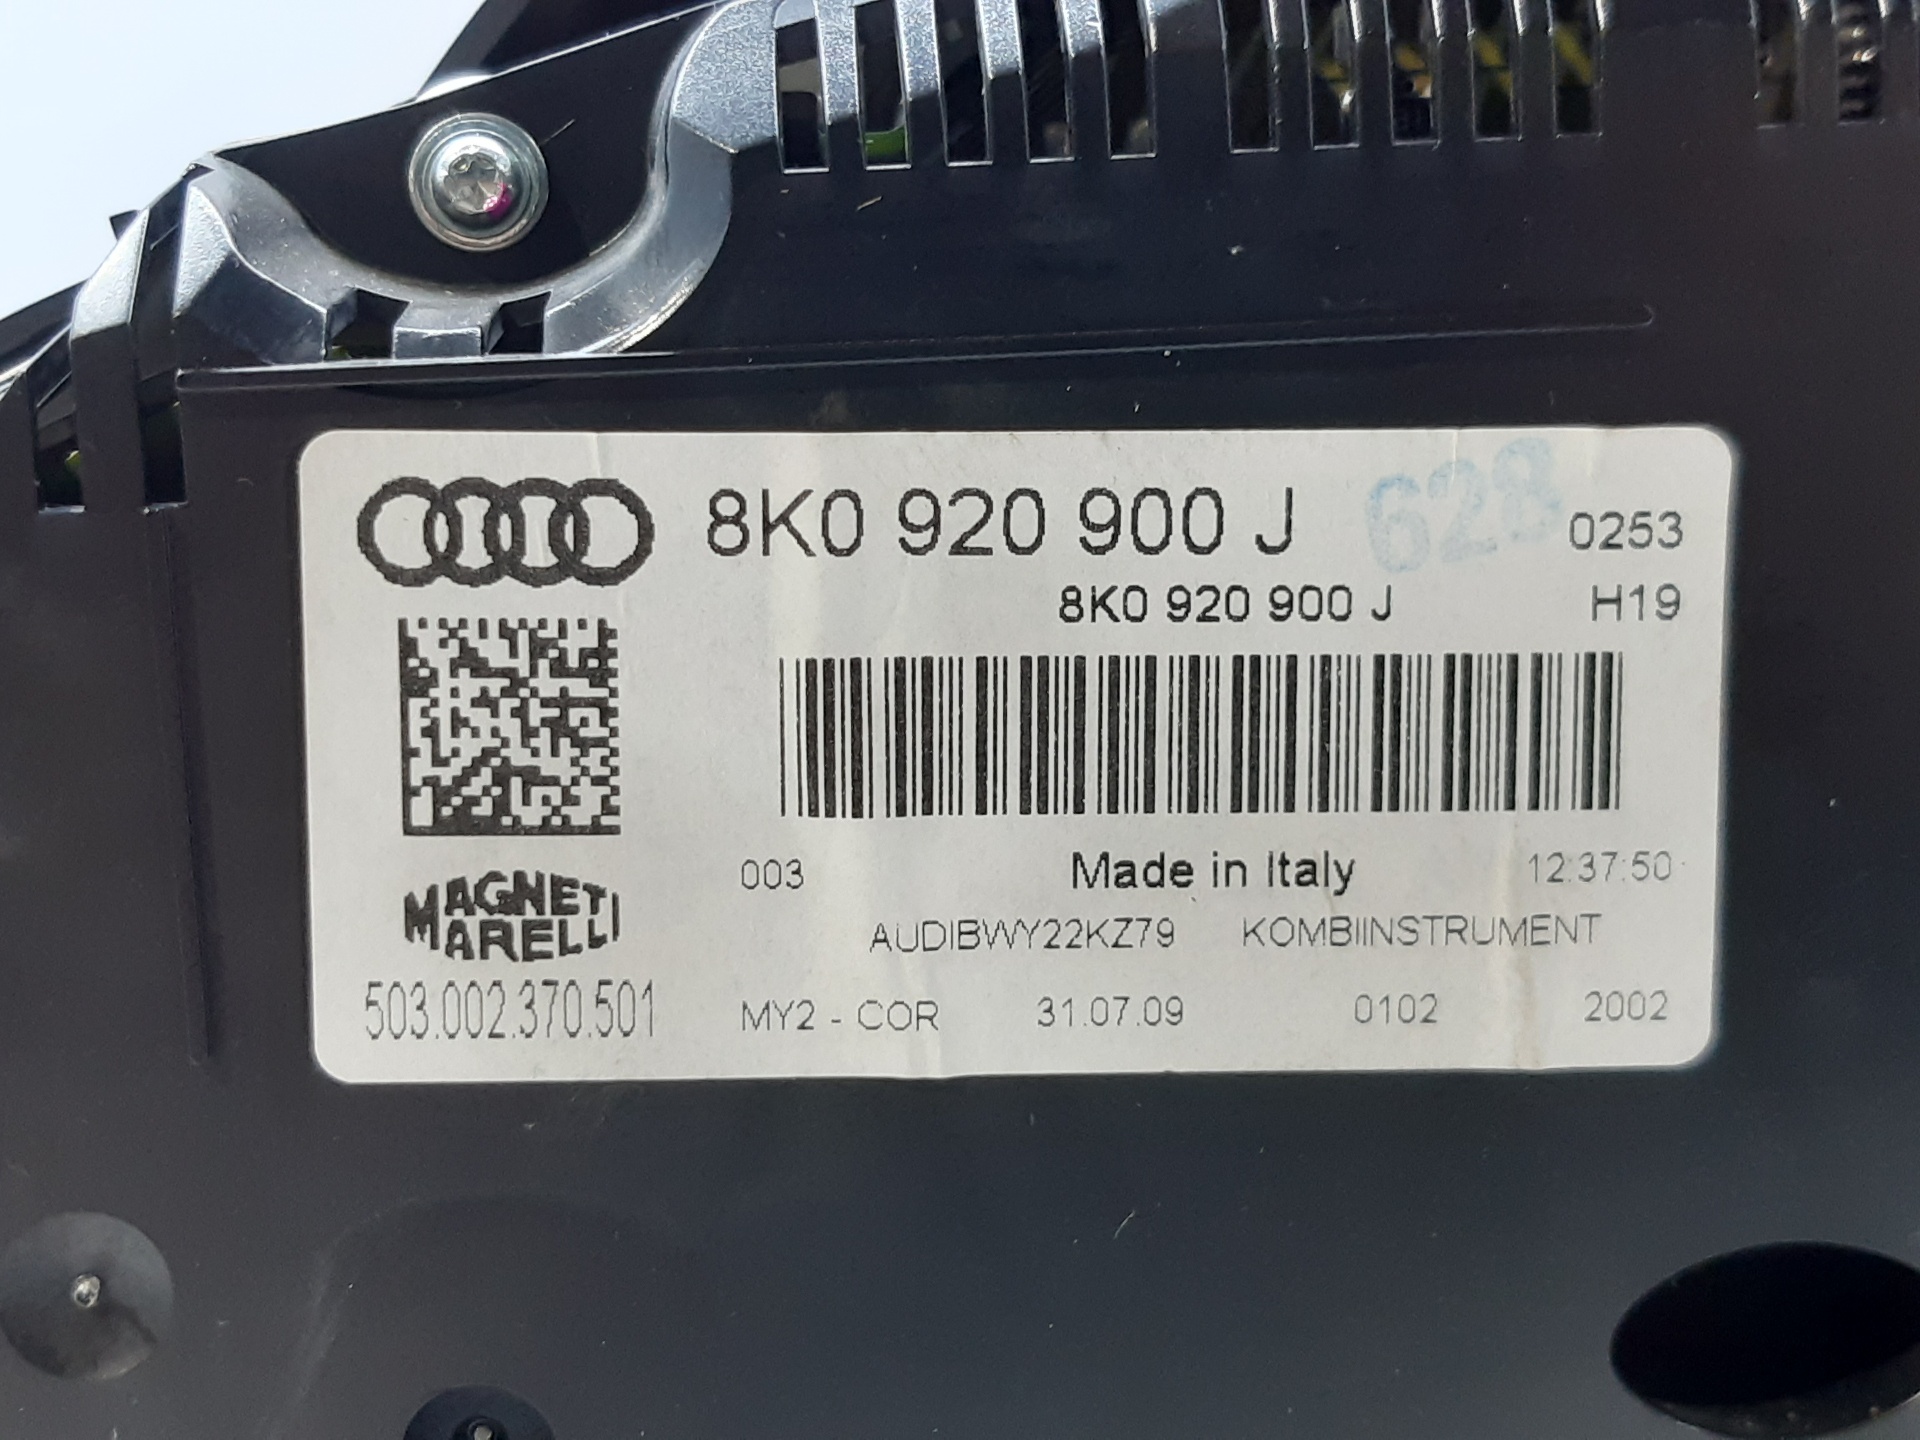 8K0 920 900 J 628 0253
8K0 920 900 J H19
003 Made in Italy 12:37:50
MAGNETI
MARELLI
AUDIBWY22KZ79 KOMBIINSTRUMENT
503.002.370.501 MY2 - COR 31.07.09 0102 2002